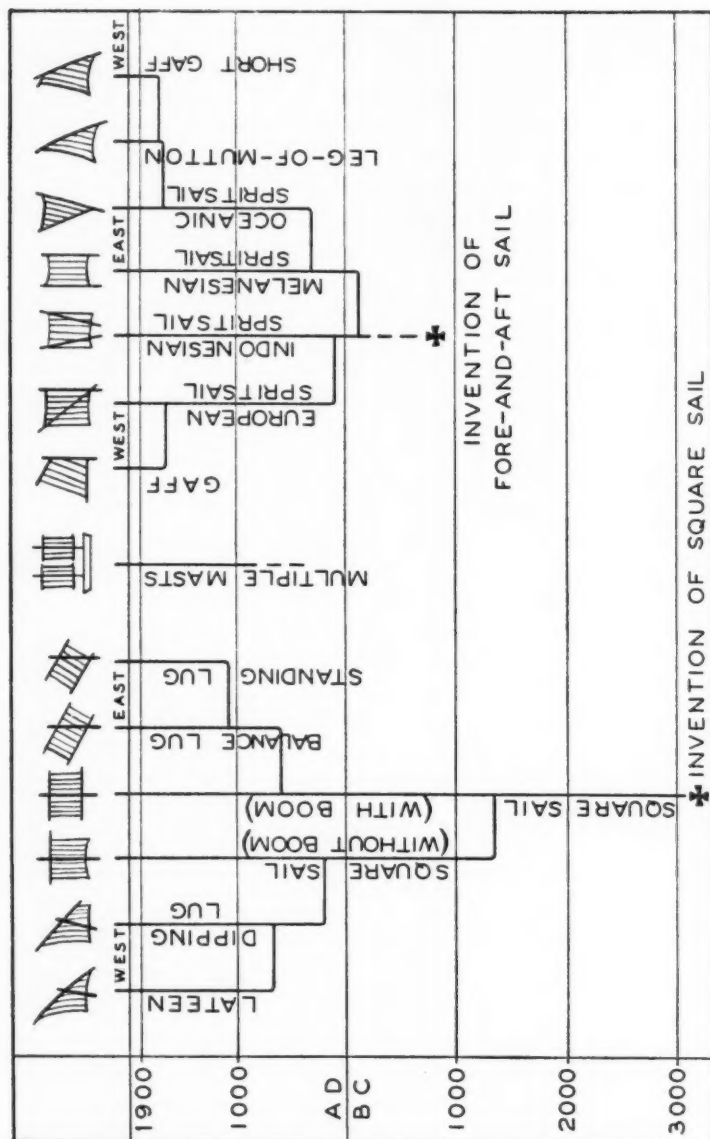 WEST
EAST
WEST
EAST
WEST
LATEEN
DIPPING
LUG
SQUARE SAIL
(WITHOUT BOOM)
SQUARE SAIL
(WITH BOOM)
BALANCE LUG
STANDING LUG
MULTIPLE MASTS
GAFF
EUROPEAN
SPRITSAIL
INDONESIAN
SPRITSAIL
MELANESIAN
SPRITSAIL
OCEANIC
SPRITSAIL
LEG-OF-MUTTON
SHORT GAFF
1900
1000
AD
BC
1000
2000
3000
INVENTION OF
FORE-AND-AFT SAIL
INVENTION OF SQUARE SAIL